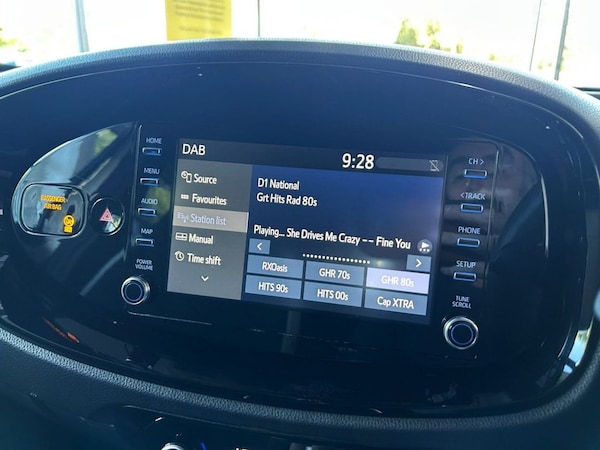 DAB
9:28
HOME
MENU
AUDIO
MAP
POWER
VOLUME
PASSENGER
AIRBAG
Source
Favourites
Station list
Manual
Time shift
D1 National
Grt Hits Rad 80s
Playing... She Drives Me Crazy -- Fine You
RXOasis
GHR 70s
GHR 80s
HITS 90s
HITS 00s
Cap XTRA
CH >
< TRACK
PHONE
SETUP
TUNE
SCROLL